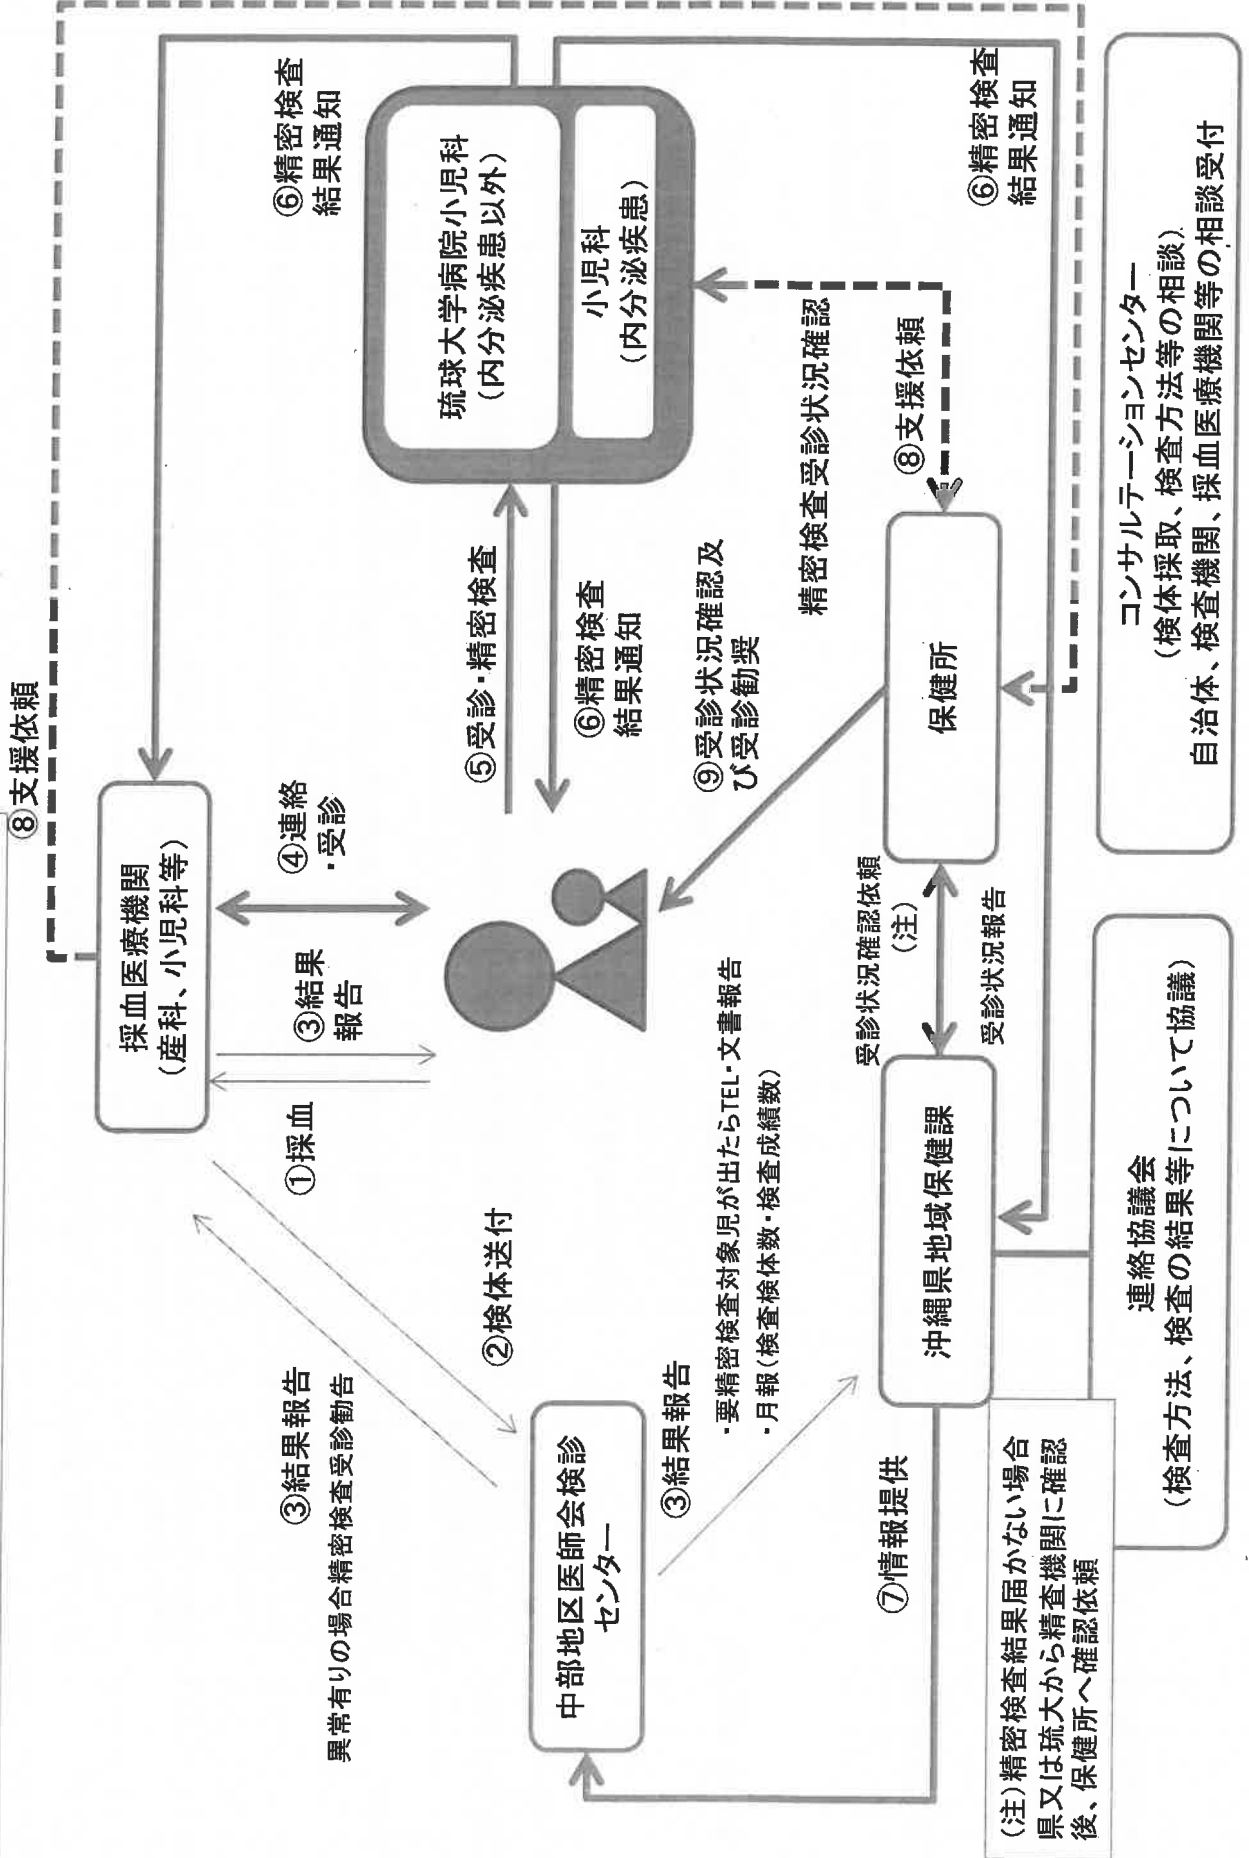 ⑧支援依頼
採血医療機関
(産科、小児科等)
③結果報告
異常有りの場合精密検査受診勧告
①採血
③結果
報告
④連絡
・受診
⑥精密検査
結果通知
②検体送付
⑤受診・精密検査
琉球大学病院小児科
(内分泌疾患以外)
小児科
(内分泌疾患)
中部地区医師会検診
センター
⑥精密検査
結果通知
③結果報告
・要精密検査対象児が出たらTEL・文書報告
・月報(検査検体数・検査成績数)
⑨受診状況確認及
び受診勧奨
精密検査受診状況確認
⑧支援依頼
⑦情報提供
沖縄県地域保健課
受診状況確認依頼
(注)
受診状況報告
保健所
⑥精密検査
結果通知
(注)精密検査結果届かない場合
県又は琉大から精査機関に確認
後、保健所へ確認依頼
連絡協議会
(検査方法、検査の結果等について協議)
コンサルテーションセンター
(検体採取、検査方法等の相談)
自治体、検査機関、採血医療機関等の相談受付